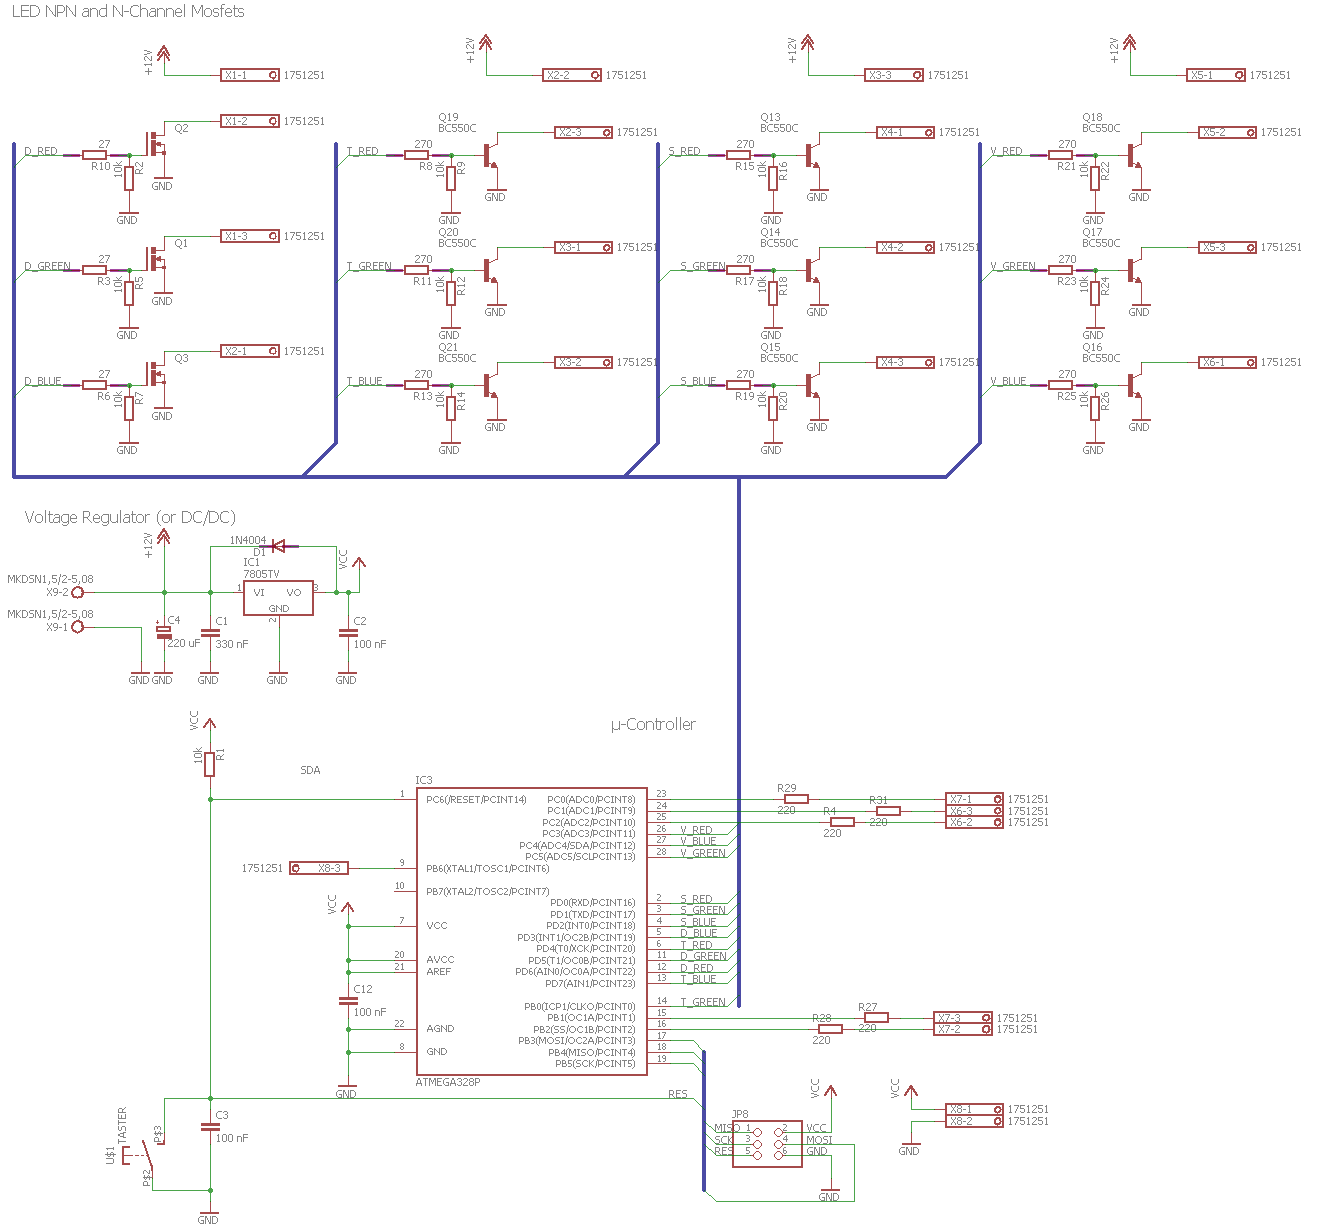 LED NPN and N-Channel Mosfets
+12V
X1-1
1751251
+12V
X2-2
1751251
+12V
X3-3
1751251
+12V
X5-1
1751251
D_RED
27
R10
10k
R2
GND
Q2
GND
X1-2
1751251
D_GREEN
27
R3
10k
R5
GND
Q1
GND
X1-3
1751251
D_BLUE
27
R6
10k
R7
GND
Q3
GND
X2-1
1751251
T_RED
270
R8
10k
R9
GND
Q19
BC550C
GND
X2-3
1751251
T_GREEN
270
R11
10k
R12
GND
Q20
BC550C
GND
X3-1
1751251
T_BLUE
270
R13
10k
R14
GND
Q21
BC550C
GND
X3-2
1751251
S_RED
270
R15
10k
R16
GND
Q13
BC550C
GND
X4-1
1751251
S_GREEN
270
R17
10k
R18
GND
Q14
BC550C
GND
X4-2
1751251
S_BLUE
270
R19
10k
R20
GND
Q15
BC550C
GND
X4-3
1751251
V_RED
270
R21
10k
R22
GND
Q18
BC550C
GND
X5-2
1751251
V_GREEN
270
R23
10k
R24
GND
Q17
BC550C
GND
X5-3
1751251
V_BLUE
270
R25
10k
R26
GND
Q16
BC550C
GND
X6-1
1751251
Voltage Regulator (or DC/DC)
+12V
1N4004
D1
IC1
7805TV
VCC
MKDSN1,5/2-5,08
X9-2
MKDSN1,5/2-5,08
X9-1
1
VI
VO
3
GND
2
C4
220 uF
C1
330 nF
C2
100 nF
GND
GND
GND
GND
GND
µ-Controller
VCC
10k
R1
SDA
IC3
1
PC6(/RESET/PCINT14)
1751251
X8-3
9
PB6(XTAL1/TOSC1/PCINT6)
10
PB7(XTAL2/TOSC2/PCINT7)
VCC
7
VCC
20
AVCC
21
AREF
C12
100 nF
22
AGND
8
GND
GND
ATMEGA328P
PC0(ADC0/PCINT8)
23
PC1(ADC1/PCINT9)
24
PC2(ADC2/PCINT10)
25
PC3(ADC3/PCINT11)
26
V_RED
PC4(ADC4/SDA/PCINT12)
27
V_BLUE
PC5(ADC5/SCLPCINT13)
28
V_GREEN
PD0(RXD/PCINT16)
2
S_RED
PD1(TXD/PCINT17)
3
S_GREEN
PD2(INT0/PCINT18)
4
S_BLUE
PD3(INT1/OC2B/PCINT19)
5
D_BLUE
PD4(T0/XCK/PCINT20)
6
T_RED
PD5(T1/OC0B/PCINT21)
11
D_GREEN
PD6(AIN0/OC0A/PCINT22)
12
D_RED
PD7(AIN1/PCINT23)
13
T_BLUE
PB0(ICP1/CLKO/PCINT0)
14
T_GREEN
PB1(OC1A/PCINT1)
15
PB2(SS/OC1B/PCINT2)
16
PB3(MOSI/OC2A/PCINT3)
17
PB4(MISO/PCINT4)
18
PB5(SCK/PCINT5)
19
R29
220
R31
220
R4
220
X7-1
1751251
X6-3
1751251
X6-2
1751251
R27
220
R28
220
X7-3
1751251
X7-2
1751251
RES
VCC
VCC
X8-1
1751251
X8-2
1751251
GND
JP8
MISO
1
2
VCC
SCK
3
4
MOSI
RES
5
6
GND
GND
TASTER
U$1
P$3
P$2
C3
100 nF
GND